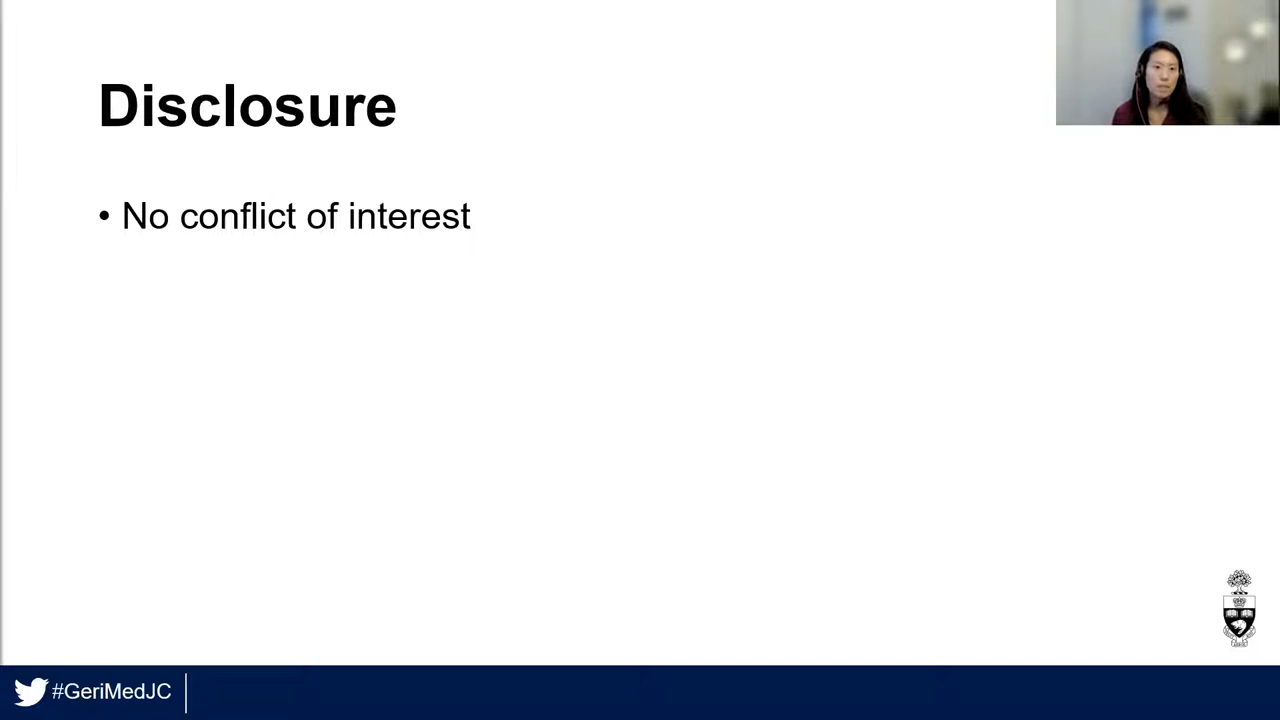 Disclosure
• No conflict of interest
#GeriMedJC